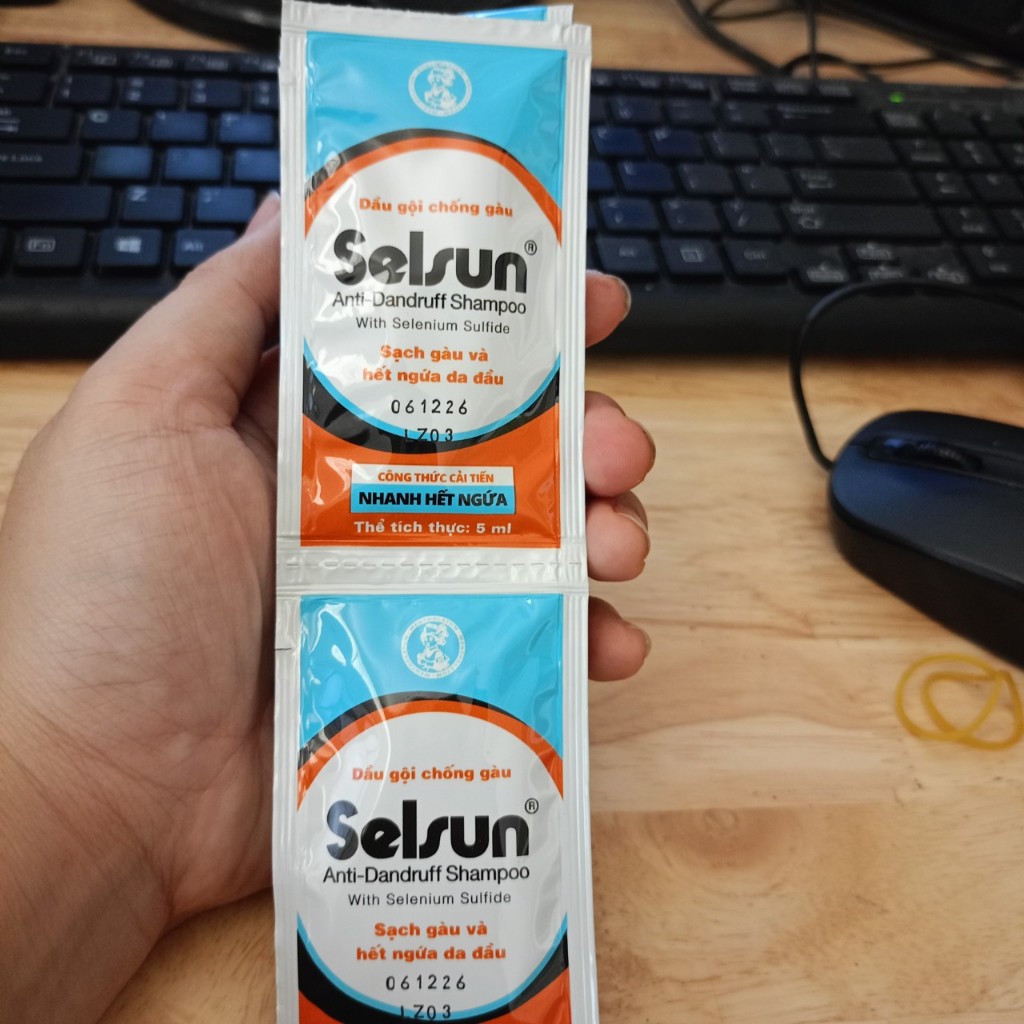 Dầu gội chống gàu
Selsun®
Anti-Dandruff Shampoo
With Selenium Sulfide
Sạch gàu và
hết ngứa da đầu
061226
LZ03
CÔNG THỨC CẢI TIẾN
NHANH HẾT NGỨA
Thể tích thực: 5 ml
Dầu gội chống gàu
Selsun®
Anti-Dandruff Shampoo
With Selenium Sulfide
Sạch gàu và
hết ngứa da đầu
061226
LZ03